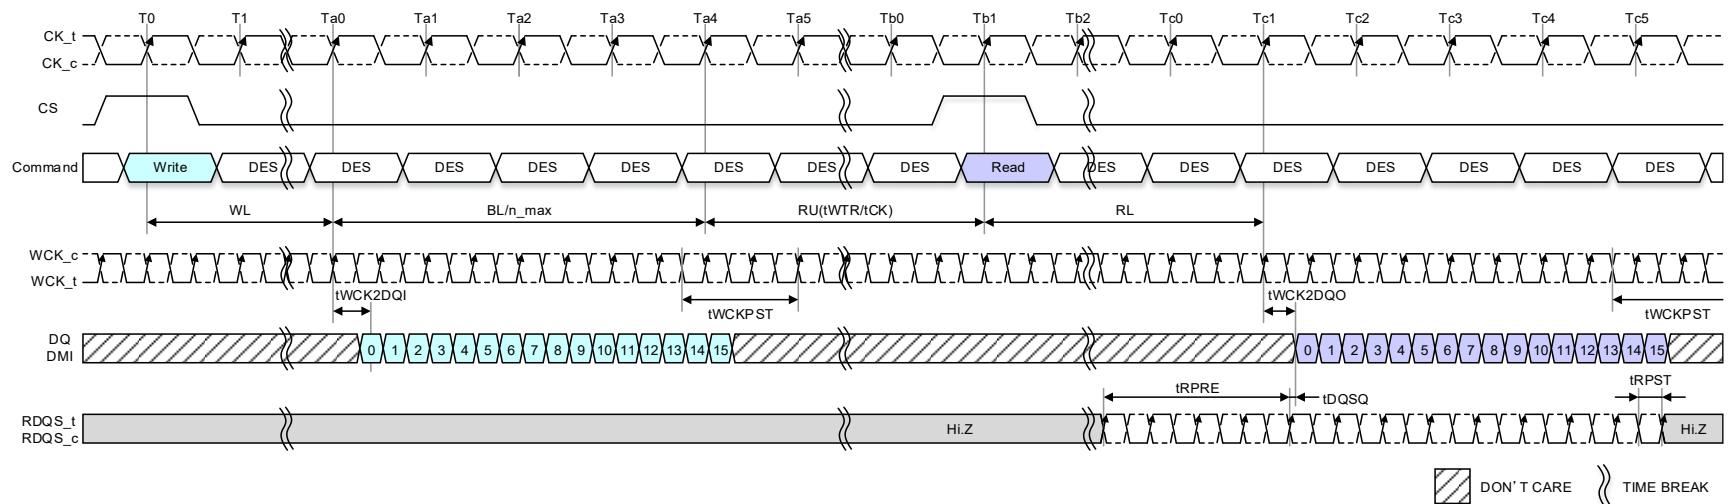 T0 T1 Ta0 Ta1 Ta2 Ta3 Ta4 Ta5 Tb0 Tb1 Tb2 Tc0 Tc1 Tc2 Tc3 Tc4 Tc5
CK_t
CK_c
CS
Command Write DES DES DES DES DES DES DES DES Read DES DES DES DES DES DES DES
WL BL/n_max RU(tWTR/tCK) RL
WCK_c
WCK_t
tWCK2DQI tWCK2DQO
tWCKPST tWCKPST
DQ
DMI
0 1 2 3 4 5 6 7 8 9 10 11 12 13 14 15 0 1 2 3 4 5 6 7 8 9 10 11 12 13 14 15
tRPRE tDQSQ tRPST
RDQS_t
RDQS_c
Hi.Z Hi.Z
DON'T CARE TIME BREAK